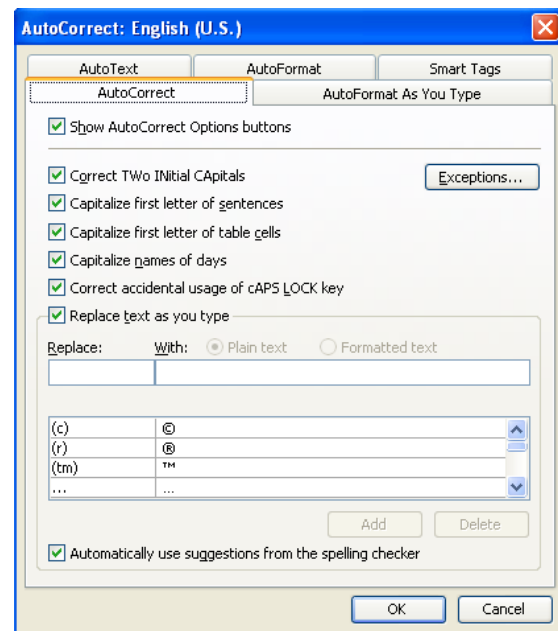 AutoCorrect: English (U.S.)
AutoText AutoFormat Smart Tags
AutoCorrect AutoFormat As You Type
Show AutoCorrect Options buttons
Correct TWo INitial CApitals Exceptions...
Capitalize first letter of sentences
Capitalize first letter of table cells
Capitalize names of days
Correct accidental usage of cAPS LOCK key
Replace text as you type
Replace: With: Plain text Formatted text
(c) ©
(r) ®
(tm) ™
... ...
Add Delete
Automatically use suggestions from the spelling checker
OK Cancel